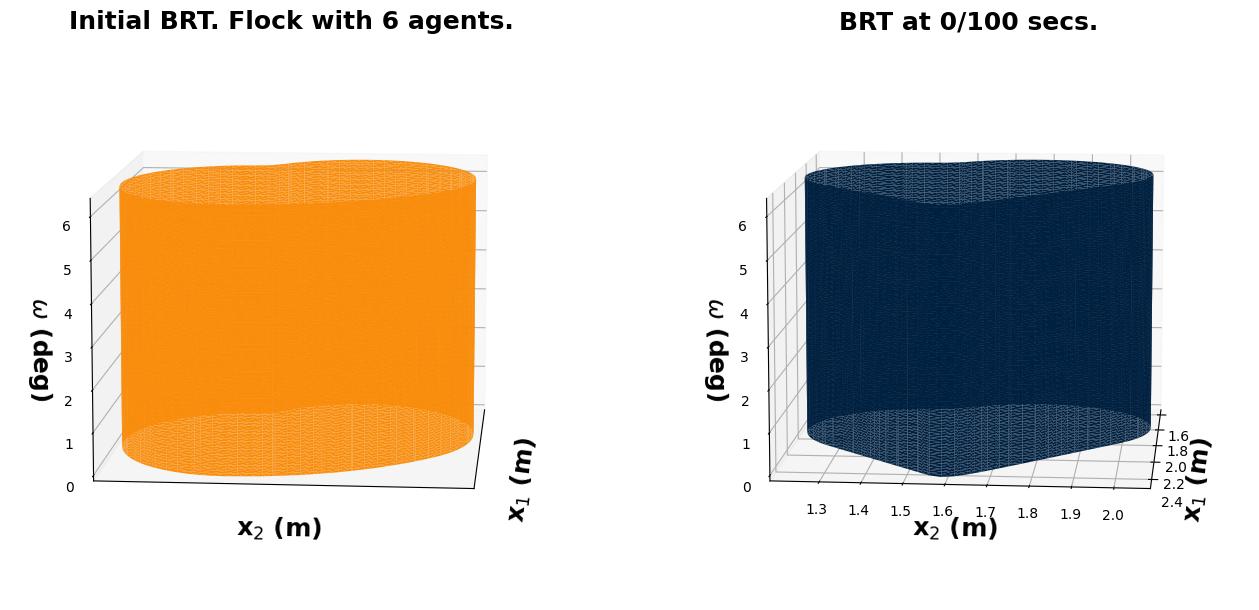 Initial BRT. Flock with 6 agents.
6
5
4
3
2
1
0
ω (deg)
x₂ (m)
x₁ (m)
BRT at 0/100 secs.
6
5
4
3
2
1
0
ω (deg)
1.3 1.4 1.5 1.6 1.7 1.8 1.9 2.0
x₂ (m)
1.6
1.8
2.0
2.2
2.4
x₁ (m)